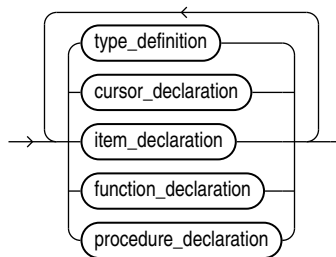 type_definition
cursor_declaration
item_declaration
function_declaration
procedure_declaration